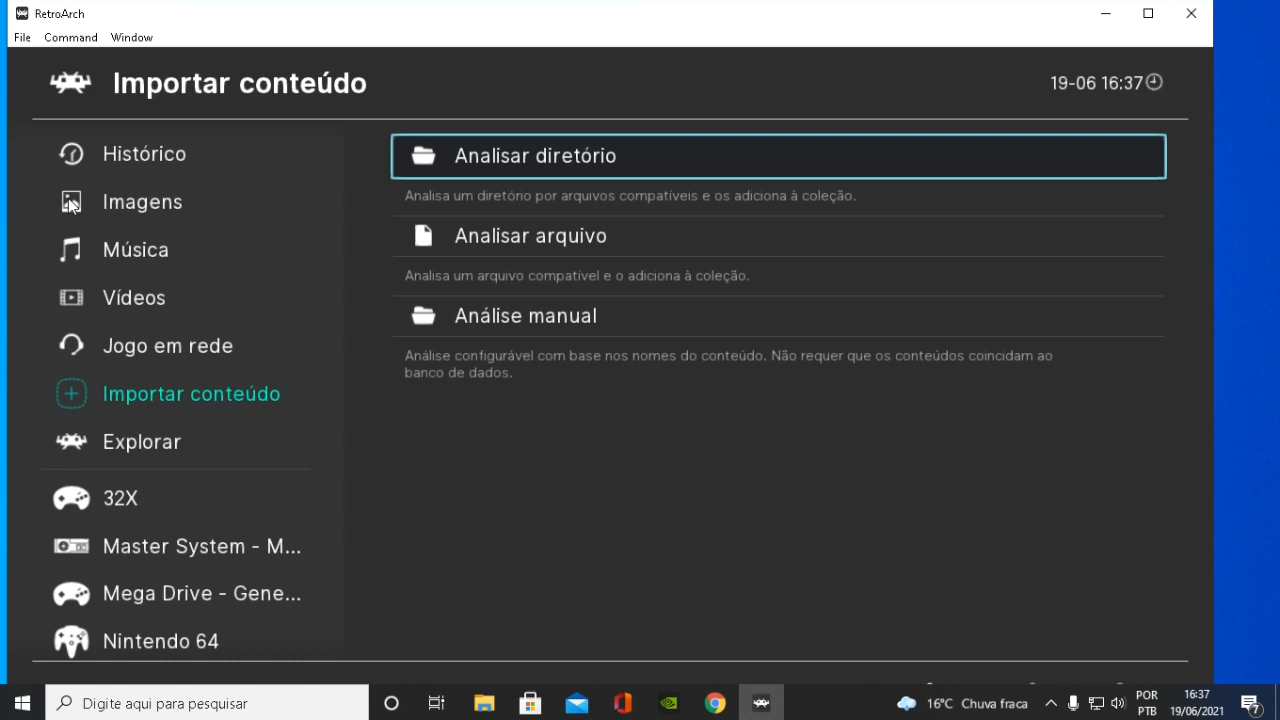 RetroArch
File Command Window
Importar conteúdo
19-06 16:37
Histórico
Imagens
Música
Vídeos
Jogo em rede
Importar conteúdo
Explorar
32X
Master System - M...
Mega Drive - Gene...
Nintendo 64
Analisar diretório
Analisa um diretório por arquivos compatíveis e os adiciona à coleção.
Analisar arquivo
Analisa um arquivo compatível e o adiciona à coleção.
Análise manual
Análise configurável com base nos nomes do conteúdo. Não requer que os conteúdos coincidam ao
banco de dados.
Digite aqui para pesquisar
16°C Chuva fraca
POR
PTB
16:37
19/06/2021
7